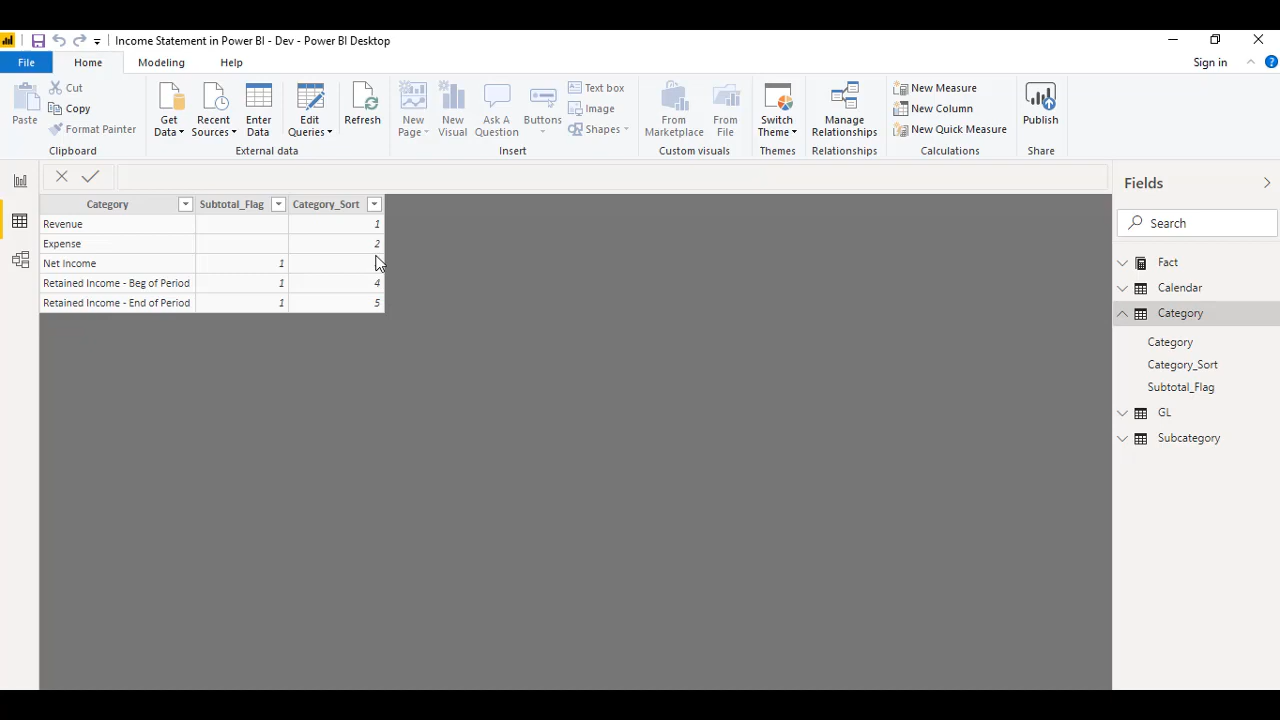 Income Statement in Power BI - Dev - Power BI Desktop
File Home Modeling Help Sign in ?
Paste
Cut
Copy
Format Painter
Clipboard
Get Data
Recent Sources
Enter Data
Edit Queries
Refresh
External data
New Page
New Visual
Ask A Question
Buttons
Text box
Image
Shapes
Insert
From Marketplace
From File
Custom visuals
Switch Theme
Themes
Manage Relationships
Relationships
New Measure
New Column
New Quick Measure
Calculations
Publish
Share
Category Subtotal_Flag Category_Sort
Revenue 1
Expense 2
Net Income 1
Retained Income - Beg of Period 1 4
Retained Income - End of Period 1 5
Fields
Search
Fact
Calendar
Category
Category
Category_Sort
Subtotal_Flag
GL
Subcategory